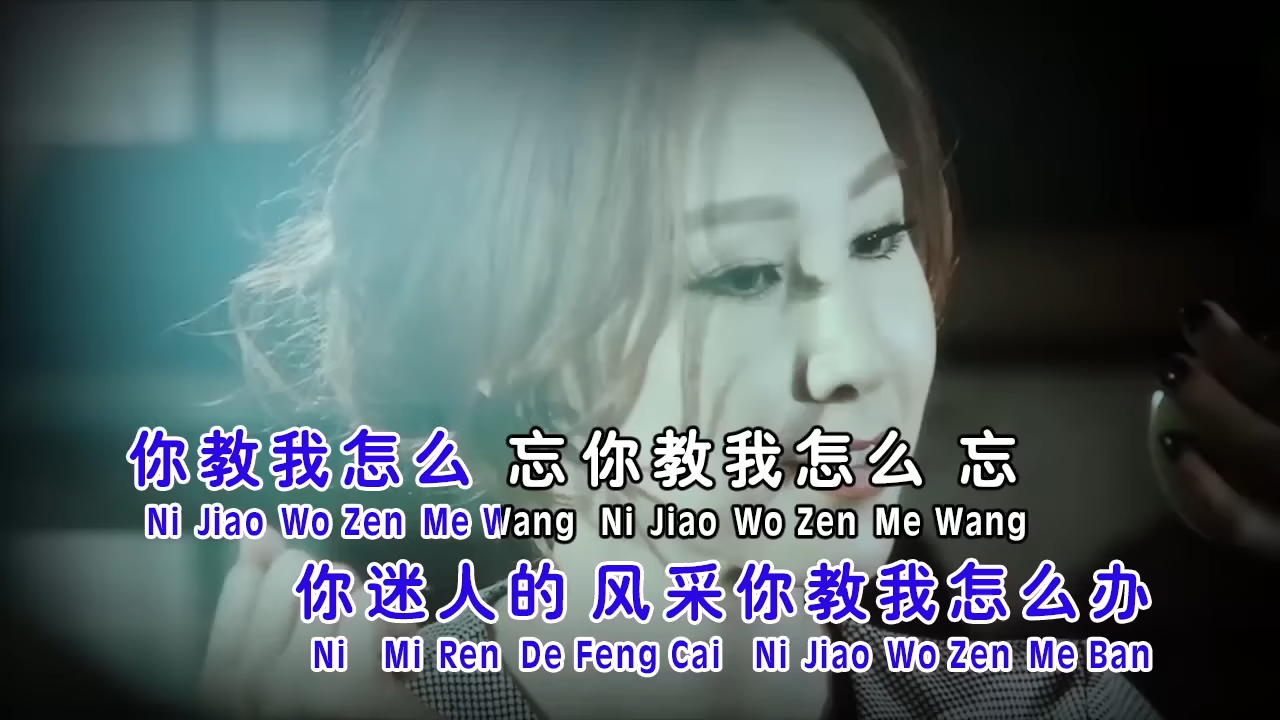 你教我怎么 忘你教我怎么 忘
Ni Jiao Wo Zen Me Wang Ni Jiao Wo Zen Me Wang
你迷人的 风采你教我怎么办
Ni Mi Ren De Feng Cai Ni Jiao Wo Zen Me Ban